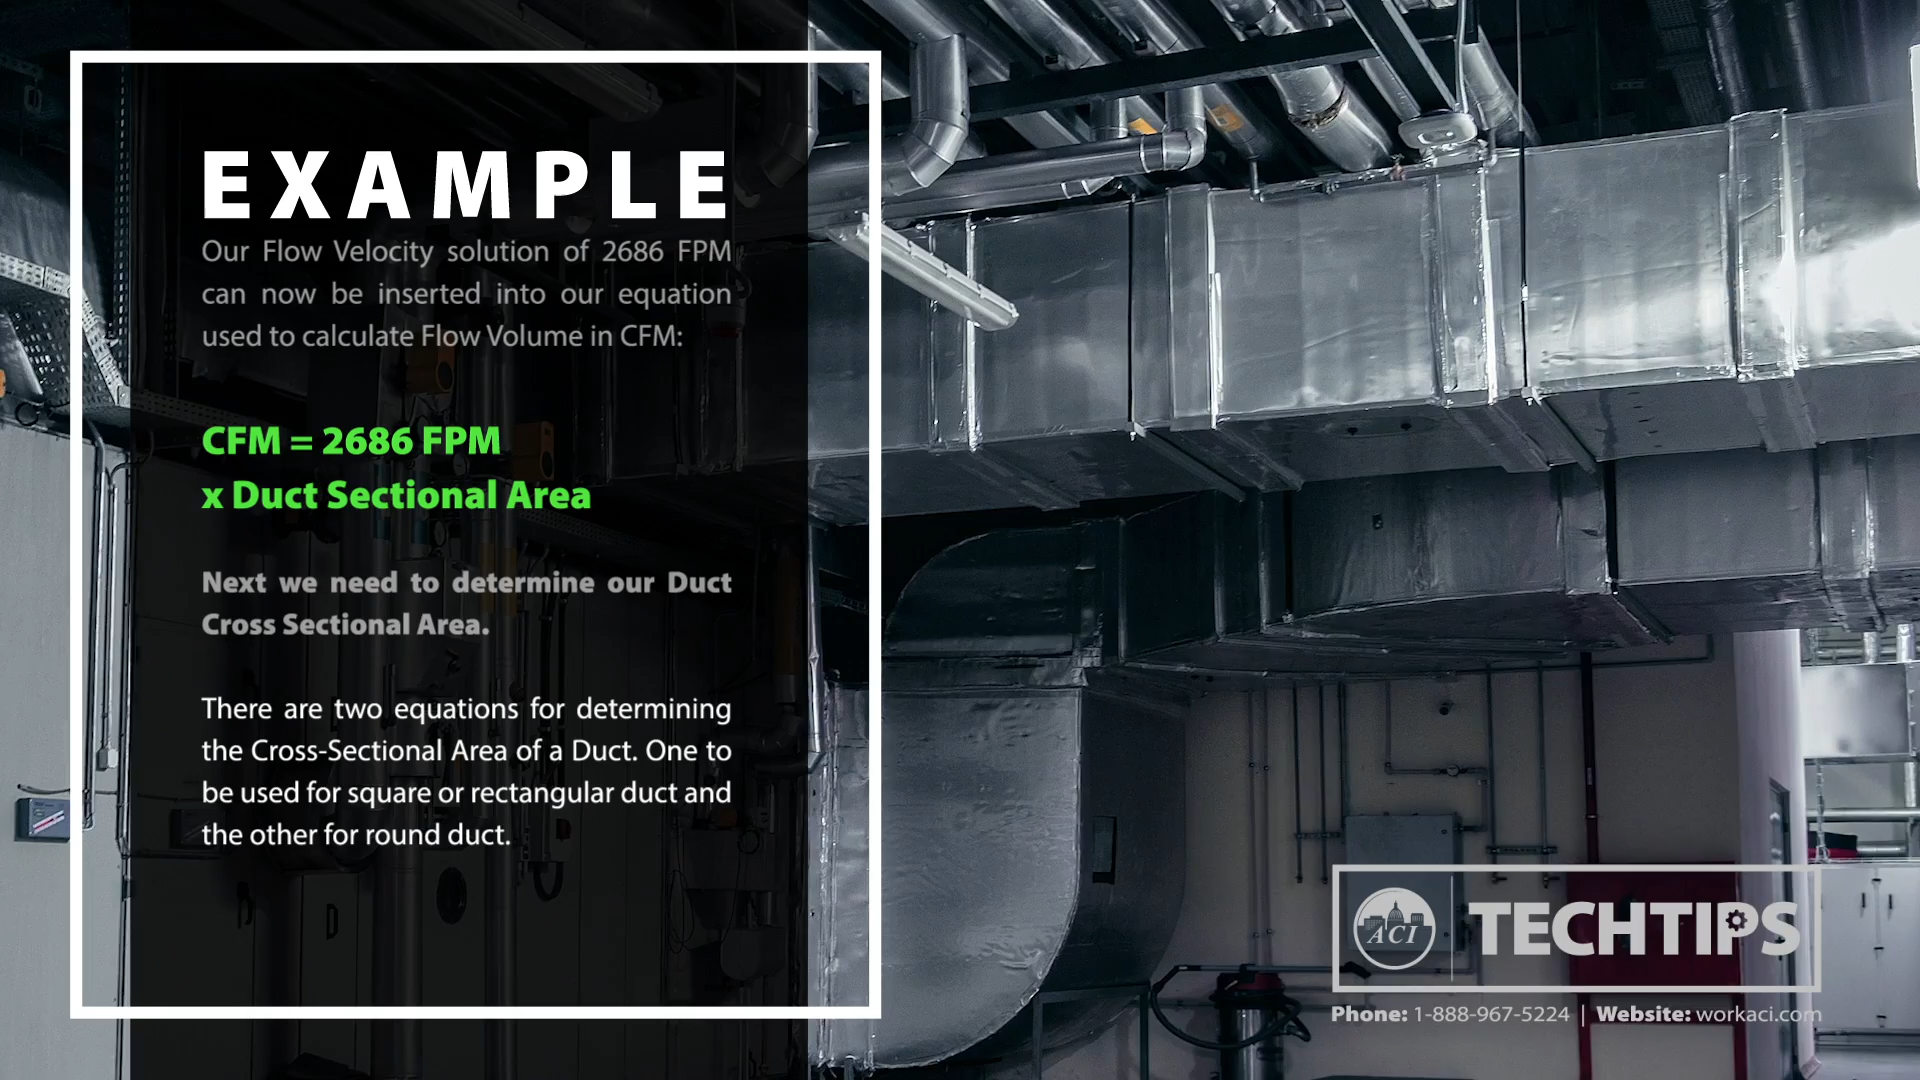 EXAMPLE
Our Flow Velocity solution of 2686 FPM
can now be inserted into our equation
used to calculate Flow Volume in CFM:
CFM = 2686 FPM
x Duct Sectional Area
Next we need to determine our Duct
Cross Sectional Area.
There are two equations for determining
the Cross-Sectional Area of a Duct. One to
be used for square or rectangular duct and
the other for round duct.
ACI TECHTIPS
Phone: 1-888-967-5224 | Website: workaci.com